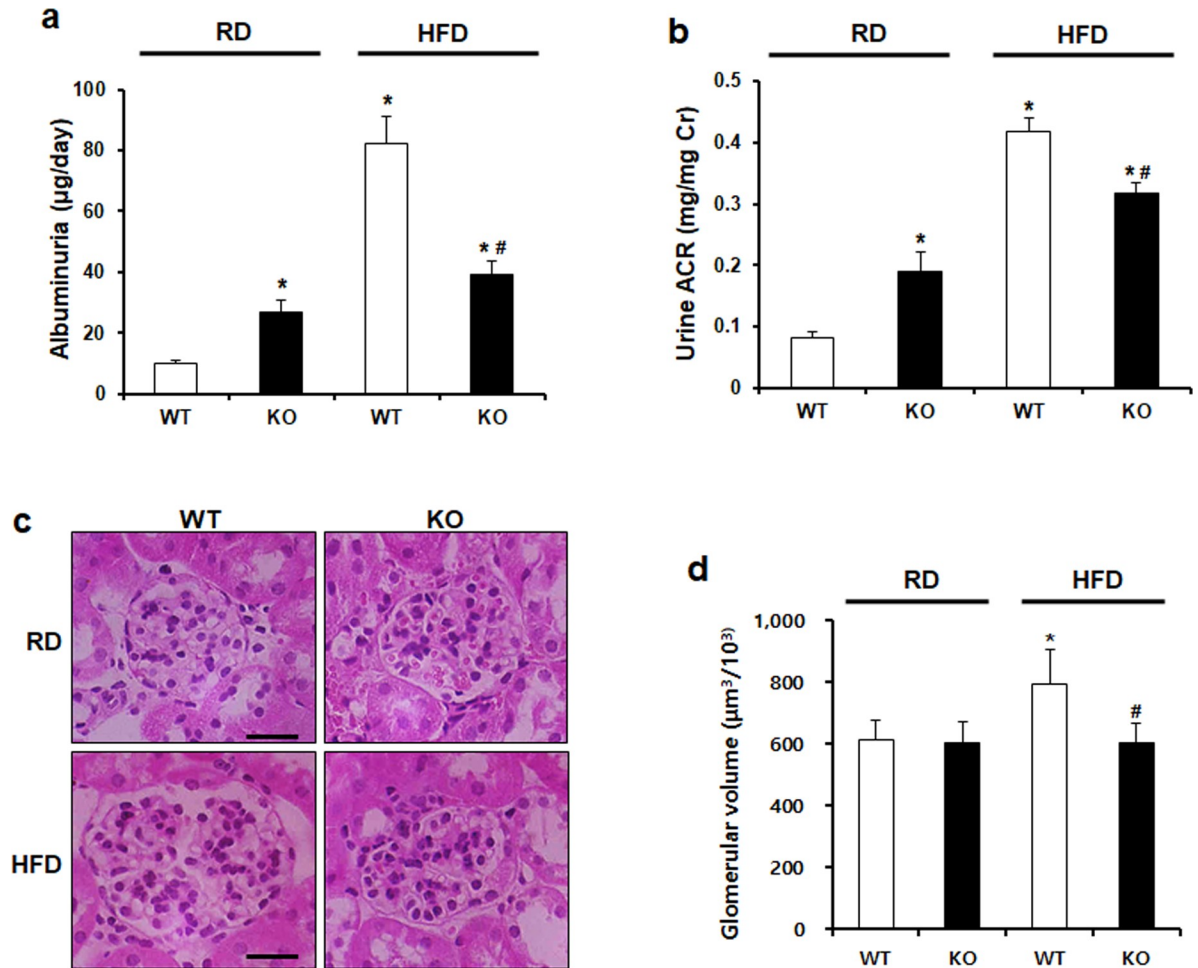 a
RD HFD
Albuminuria (μg/day)
100
*
80
60
* #
40
*
20
0
WT KO WT KO
b
RD HFD
Urine ACR (mg/mg Cr)
0.5
*
0.4
* #
0.3
*
0.2
0.1
0
WT KO WT KO
c
WT KO
RD
HFD
d
RD HFD
Glomerular volume (μm³/10³⁾
1,000
*
800
#
600
400
200
0
WT KO WT KO